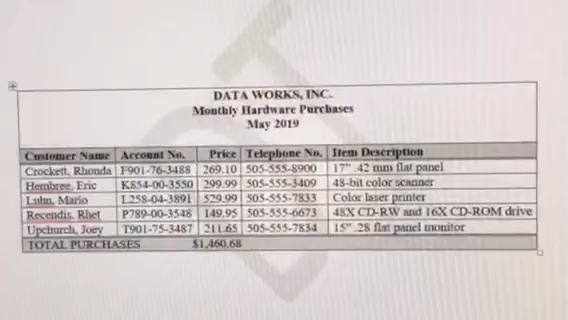 DATA WORKS, INC.
Monthly Hardware Purchases
May 2019
Customer Name Account No. Price Telephone No. Item Description
Crockett, Rhonda F901-76-3488 269.10 505-555-8900 17" .42 mm flat panel
Hembree, Eric K854-00-3550 299.99 505-555-3409 48-bit color scanner
Luhn, Mario L258-04-3891 529.99 505-555-7833 Color laser printer
Recendis, Rhet P789-00-3548 149.95 505-555-6673 48X CD-RW and 16X CD-ROM drive
Upchurch, Joey T901-75-3487 211.65 505-555-7834 15" .28 flat panel monitor
TOTAL PURCHASES $1,460.68